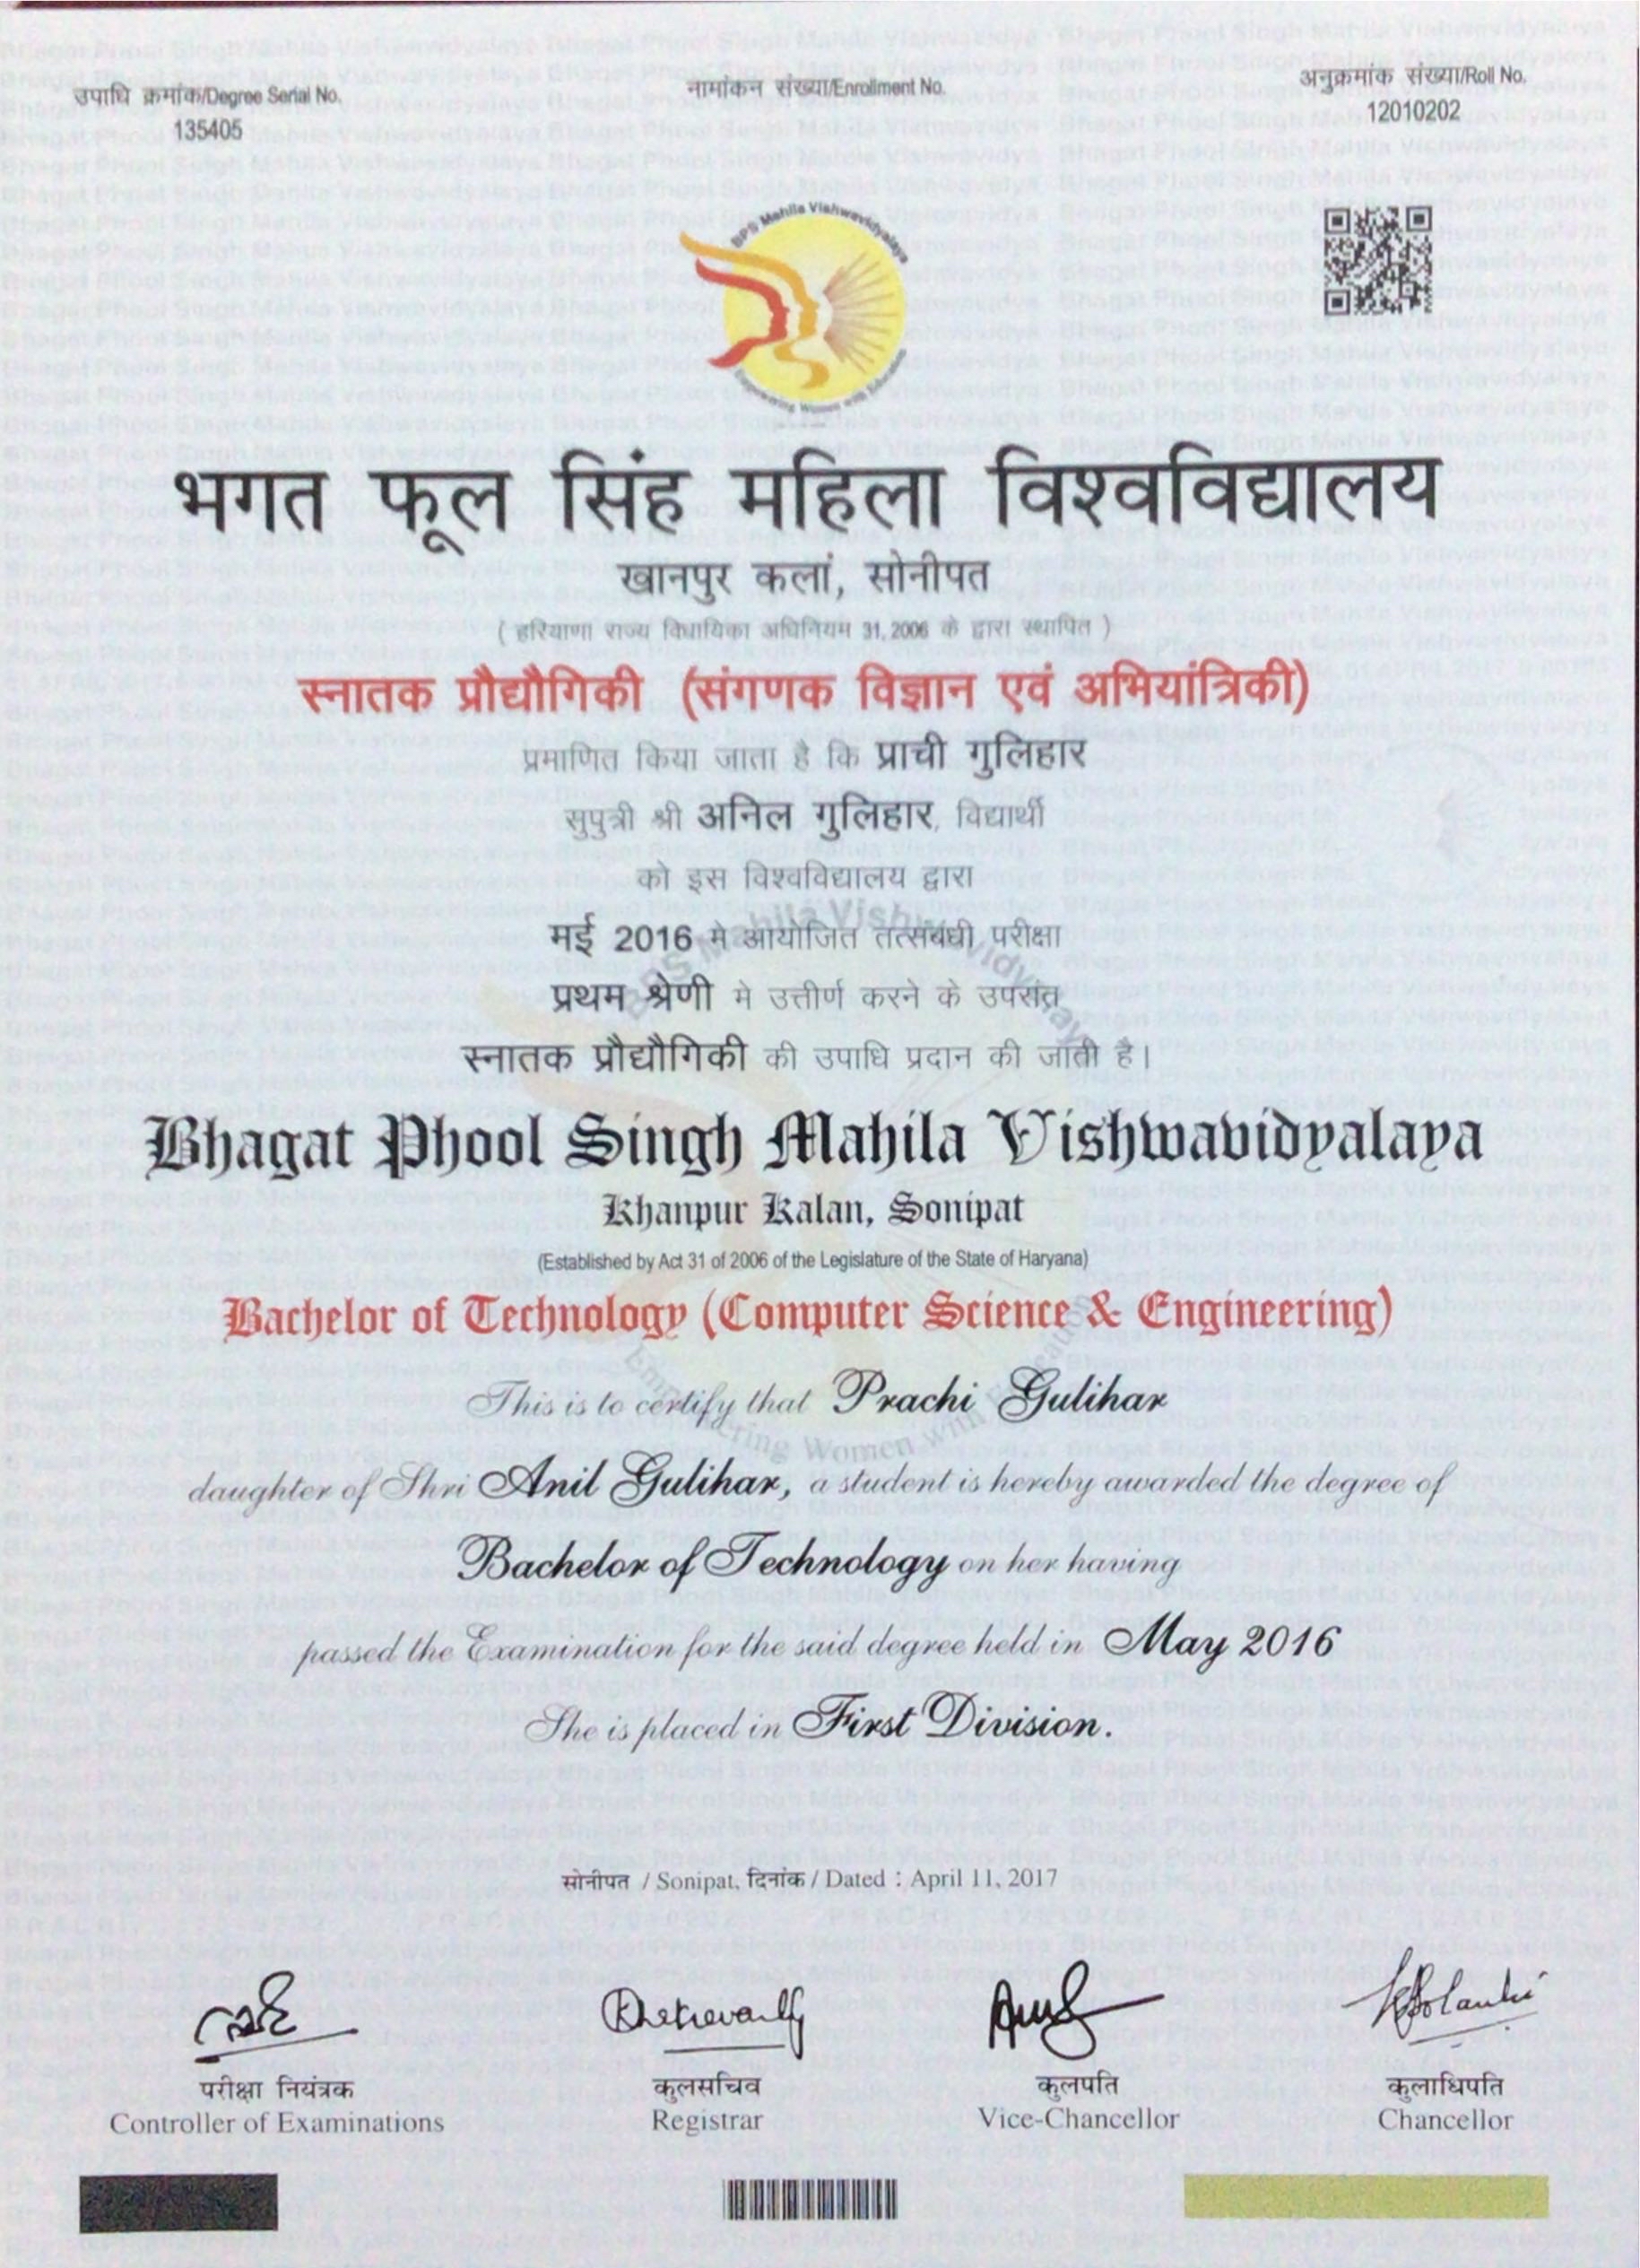 उपाधि क्रमांक/Degree Serial No.
135405
नामांकन संख्या/Enrollment No.
अनुक्रमांक संख्या/Roll No.
12010202
BPS Mahila Vishwavidyalaya
Empowering Women with Education
भगत फूल सिंह महिला विश्वविद्यालय
खानपुर कलां, सोनीपत
( हरियाणा राज्य विधायिका अधिनियम 31, 2006 के द्वारा स्थापित )
स्नातक प्रौद्यौगिकी (संगणक विज्ञान एवं अभियांत्रिकी)
प्रमाणित किया जाता है कि प्राची गुलिहार
सुपुत्री श्री अनिल गुलिहार, विद्यार्थी
को इस विश्वविद्यालय द्वारा
मई 2016 मे आयोजित तत्संबंधी परीक्षा
प्रथम श्रेणी मे उत्तीर्ण करने के उपरांत
स्नातक प्रौद्यौगिकी की उपाधि प्रदान की जाती है।
Bhagat Phool Singh Mahila Vishwavidyalaya
Khanpur Kalan, Sonipat
(Established by Act 31 of 2006 of the Legislature of the State of Haryana)
Bachelor of Technology (Computer Science & Engineering)
This is to certify that Prachi Gulihar
daughter of Shri Anil Gulihar, a student is hereby awarded the degree of
Bachelor of Technology on her having
passed the Examination for the said degree held in May 2016
She is placed in First Division.
सोनीपत / Sonipat, दिनांक / Dated : April 11, 2017
परीक्षा नियंत्रक
Controller of Examinations
कुलसचिव
Registrar
कुलपति
Vice-Chancellor
कुलाधिपति
Chancellor